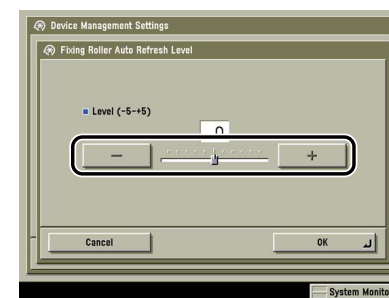 Device Management Settings
Fixing Roller Auto Refresh Level
Level (-5-+5)
0
- +
Cancel OK
System Monito